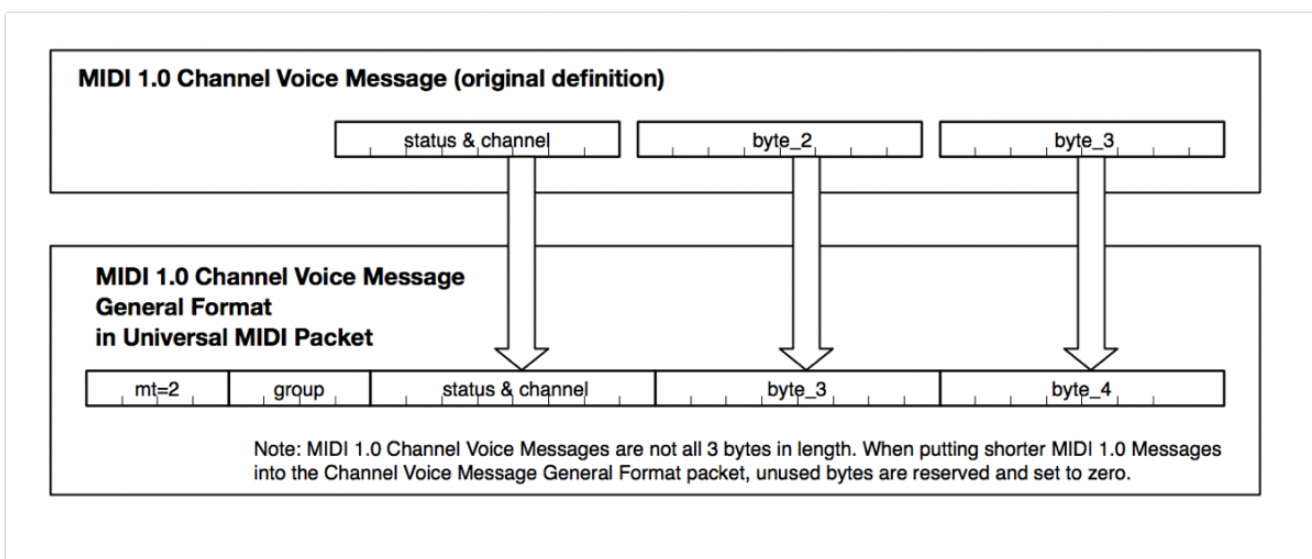 MIDI 1.0 Channel Voice Message (original definition)
status & channel byte_2 byte_3
MIDI 1.0 Channel Voice Message
General Format
in Universal MIDI Packet
mt=2 group status & channel byte_3 byte_4
Note: MIDI 1.0 Channel Voice Messages are not all 3 bytes in length. When putting shorter MIDI 1.0 Messages
into the Channel Voice Message General Format packet, unused bytes are reserved and set to zero.